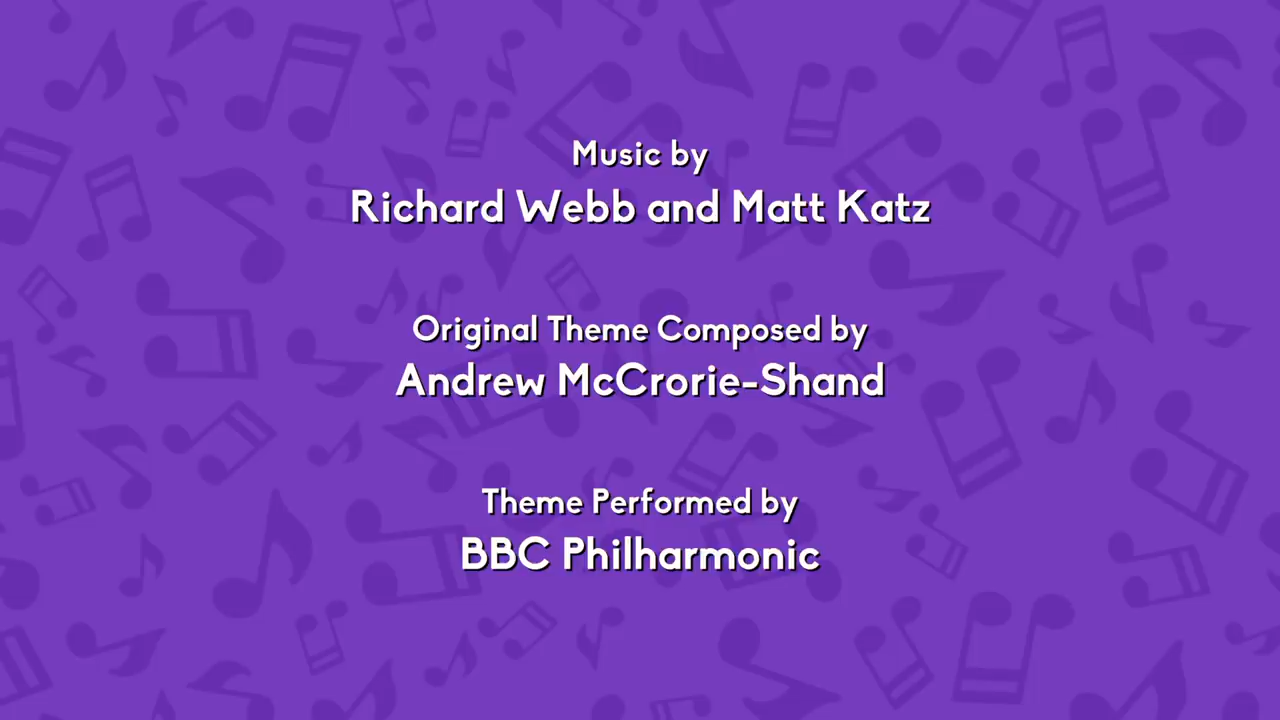 Music by
Richard Webb and Matt Katz
Original Theme Composed by
Andrew McCrorie-Shand
Theme Performed by
BBC Philharmonic